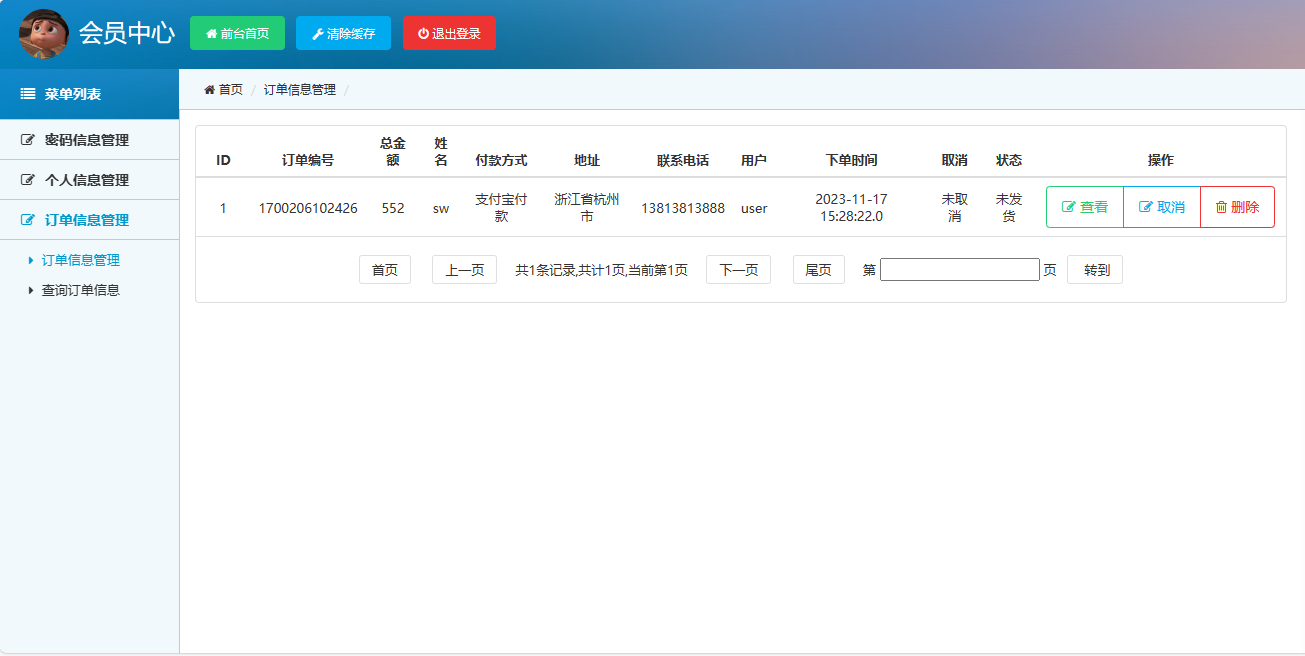 会员中心 前台首页 清除缓存 退出登录
菜单列表
首页 / 订单信息管理 /
密码信息管理
个人信息管理
订单信息管理
订单信息管理
查询订单信息
ID 订单编号 总金额 姓名 付款方式 地址 联系电话 用户 下单时间 取消 状态 操作
1 1700206102426 552 sw 支付宝付款 浙江省杭州市 13813813888 user 2023-11-17 15:28:22.0 未取消 未发货 查看 取消 删除
首页 上一页 共1条记录,共计1页,当前第1页 下一页 尾页 第 页 转到